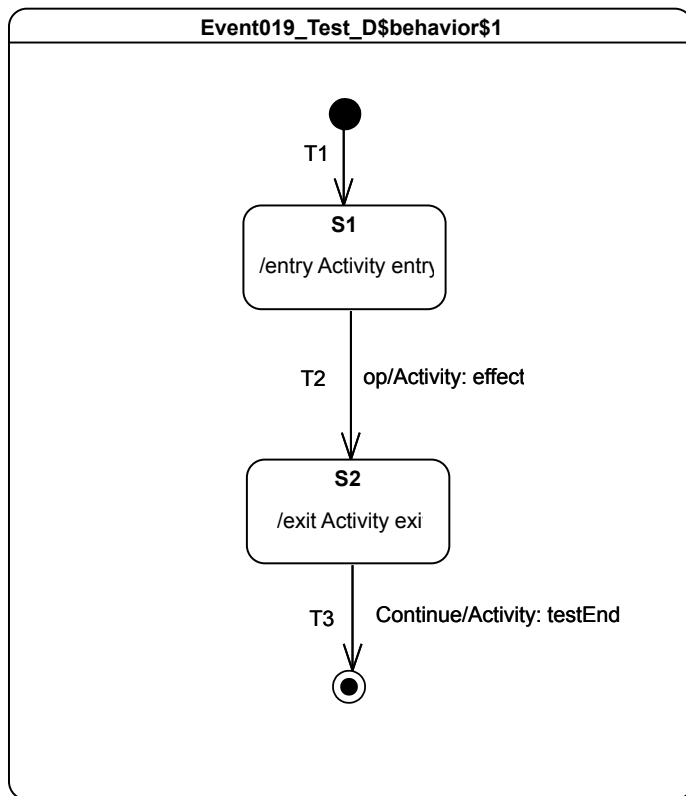 Event019_Test_D$behavior$1
T1
S1
/entry Activity entry
T2 op/Activity: effect
S2
/exit Activity exi
T3 Continue/Activity: testEnd